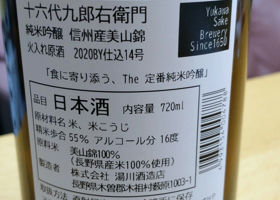 十六代九郎右衛門
純米吟醸 信州産美山錦
火入れ原酒 2020BY仕込14号
「食に寄り添う、The 定番純米吟醸」
Yukawa
Sake
Brewery
Since1650
品目 日本酒 内容量 720ml
原材料名 米、米こうじ
精米歩合 55% アルコール分 16度
原料米 美山錦100%
（長野県産米100%使用）
製造者 株式会社 湯川酒造店
長野県木曽郡木祖村薮原1003-1